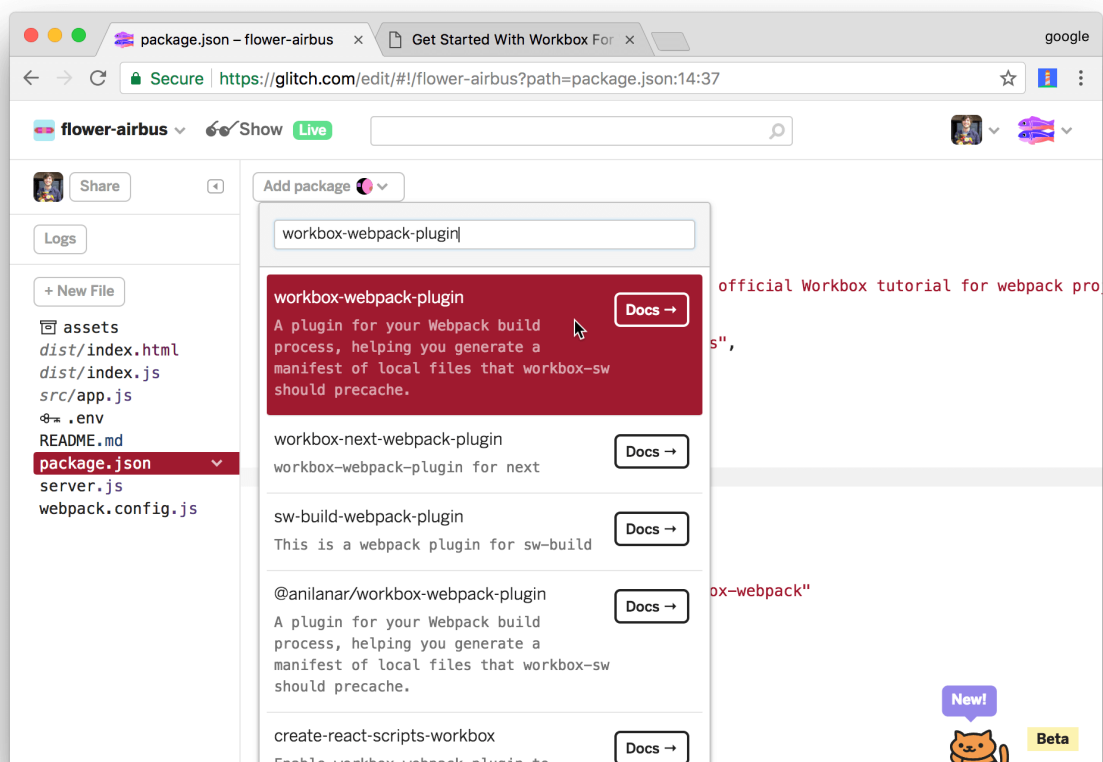 package.json – flower-airbus
Get Started With Workbox For
google
Secure
https://glitch.com/edit/#!/flower-airbus?path=package.json:14:37
flower-airbus
Show
Live
Share
Add package
Logs
workbox-webpack-plugin
+ New File
workbox-webpack-plugin
Docs →
A plugin for your Webpack build
process, helping you generate a
manifest of local files that workbox-sw
should precache.
official Workbox tutorial for webpack pro
s",
assets
dist/index.html
dist/index.js
src/app.js
.env
README.md
package.json
server.js
webpack.config.js
workbox-next-webpack-plugin
Docs →
workbox-webpack-plugin for next
sw-build-webpack-plugin
Docs →
This is a webpack plugin for sw-build
@anilanar/workbox-webpack-plugin
Docs →
A plugin for your Webpack build
process, helping you generate a
manifest of local files that workbox-sw
should precache.
ox-webpack"
create-react-scripts-workbox
Docs →
Enable workbox webpack plugin to
New!
Beta